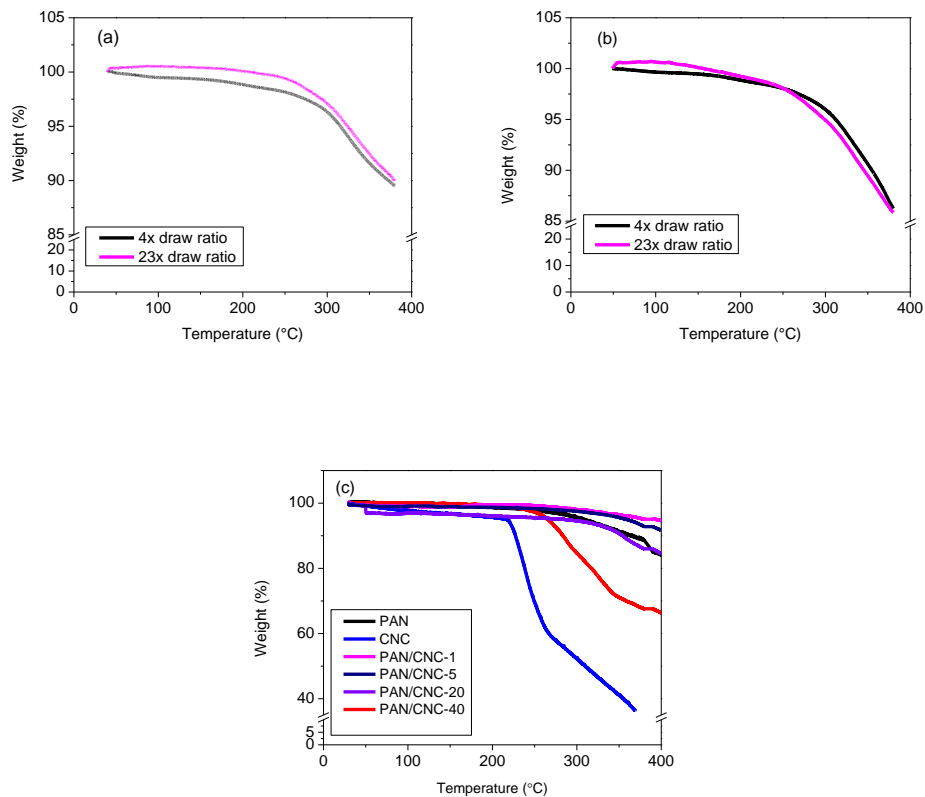 (a)
105
100
95
90
85
20
15
10
5
0
Weight (%)
4x draw ratio
23x draw ratio
0 100 200 300 400
Temperature (°C)
(b)
105
100
95
90
85
20
15
10
5
0
Weight (%)
4x draw ratio
23x draw ratio
0 100 200 300 400
Temperature (°C)
(c)
100
80
60
40
5
0
Weight (%)
PAN
CNC
PAN/CNC-1
PAN/CNC-5
PAN/CNC-20
PAN/CNC-40
0 100 200 300 400
Temperature (°C)